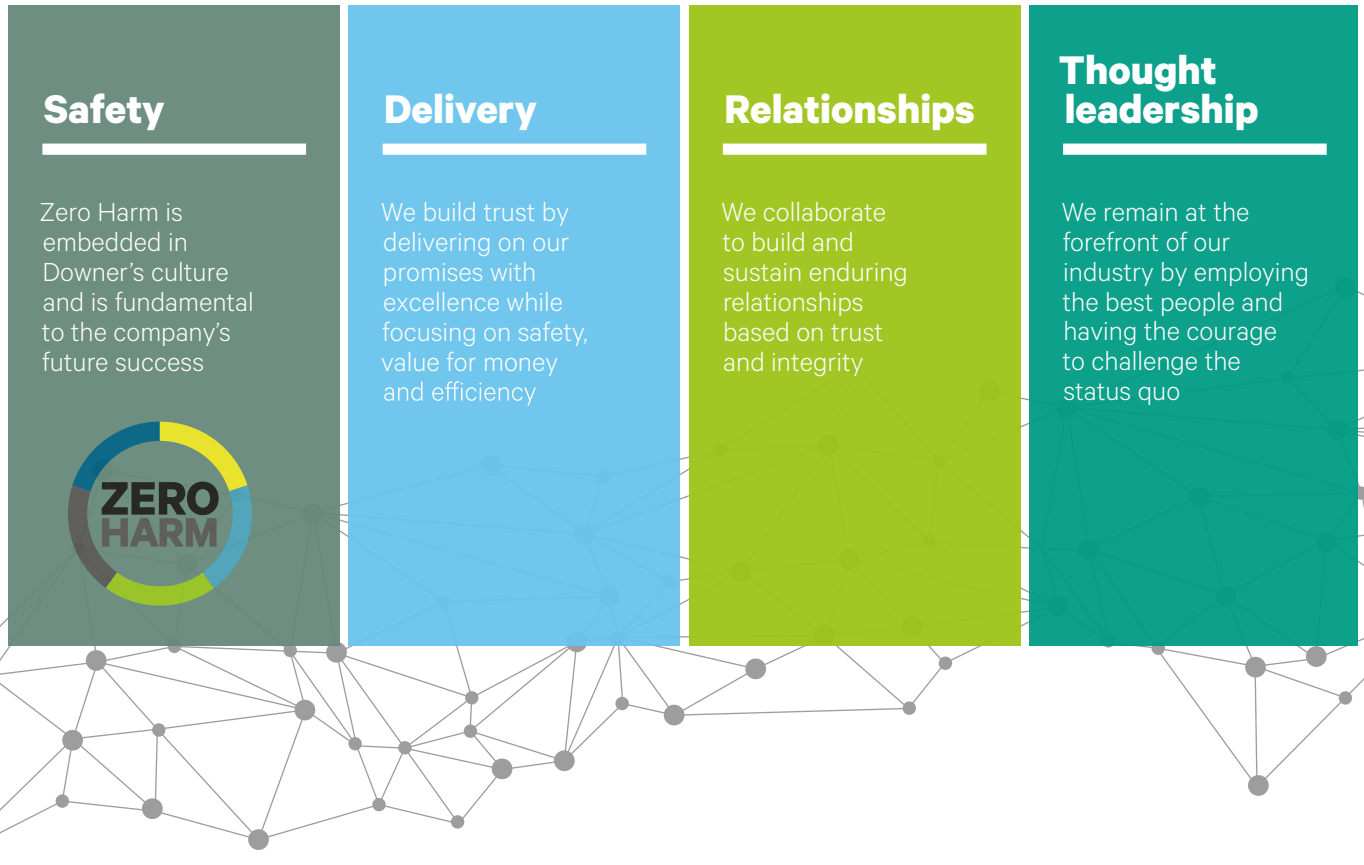 Safety
Zero Harm is
embedded in
Downer’s culture
and is fundamental
to the company’s
future success
ZERO
HARM
Delivery
We build trust by
delivering on our
promises with
excellence while
focusing on safety,
value for money
and efficiency
Relationships
We collaborate
to build and
sustain enduring
relationships
based on trust
and integrity
Thought
leadership
We remain at the
forefront of our
industry by employing
the best people and
having the courage
to challenge the
status quo